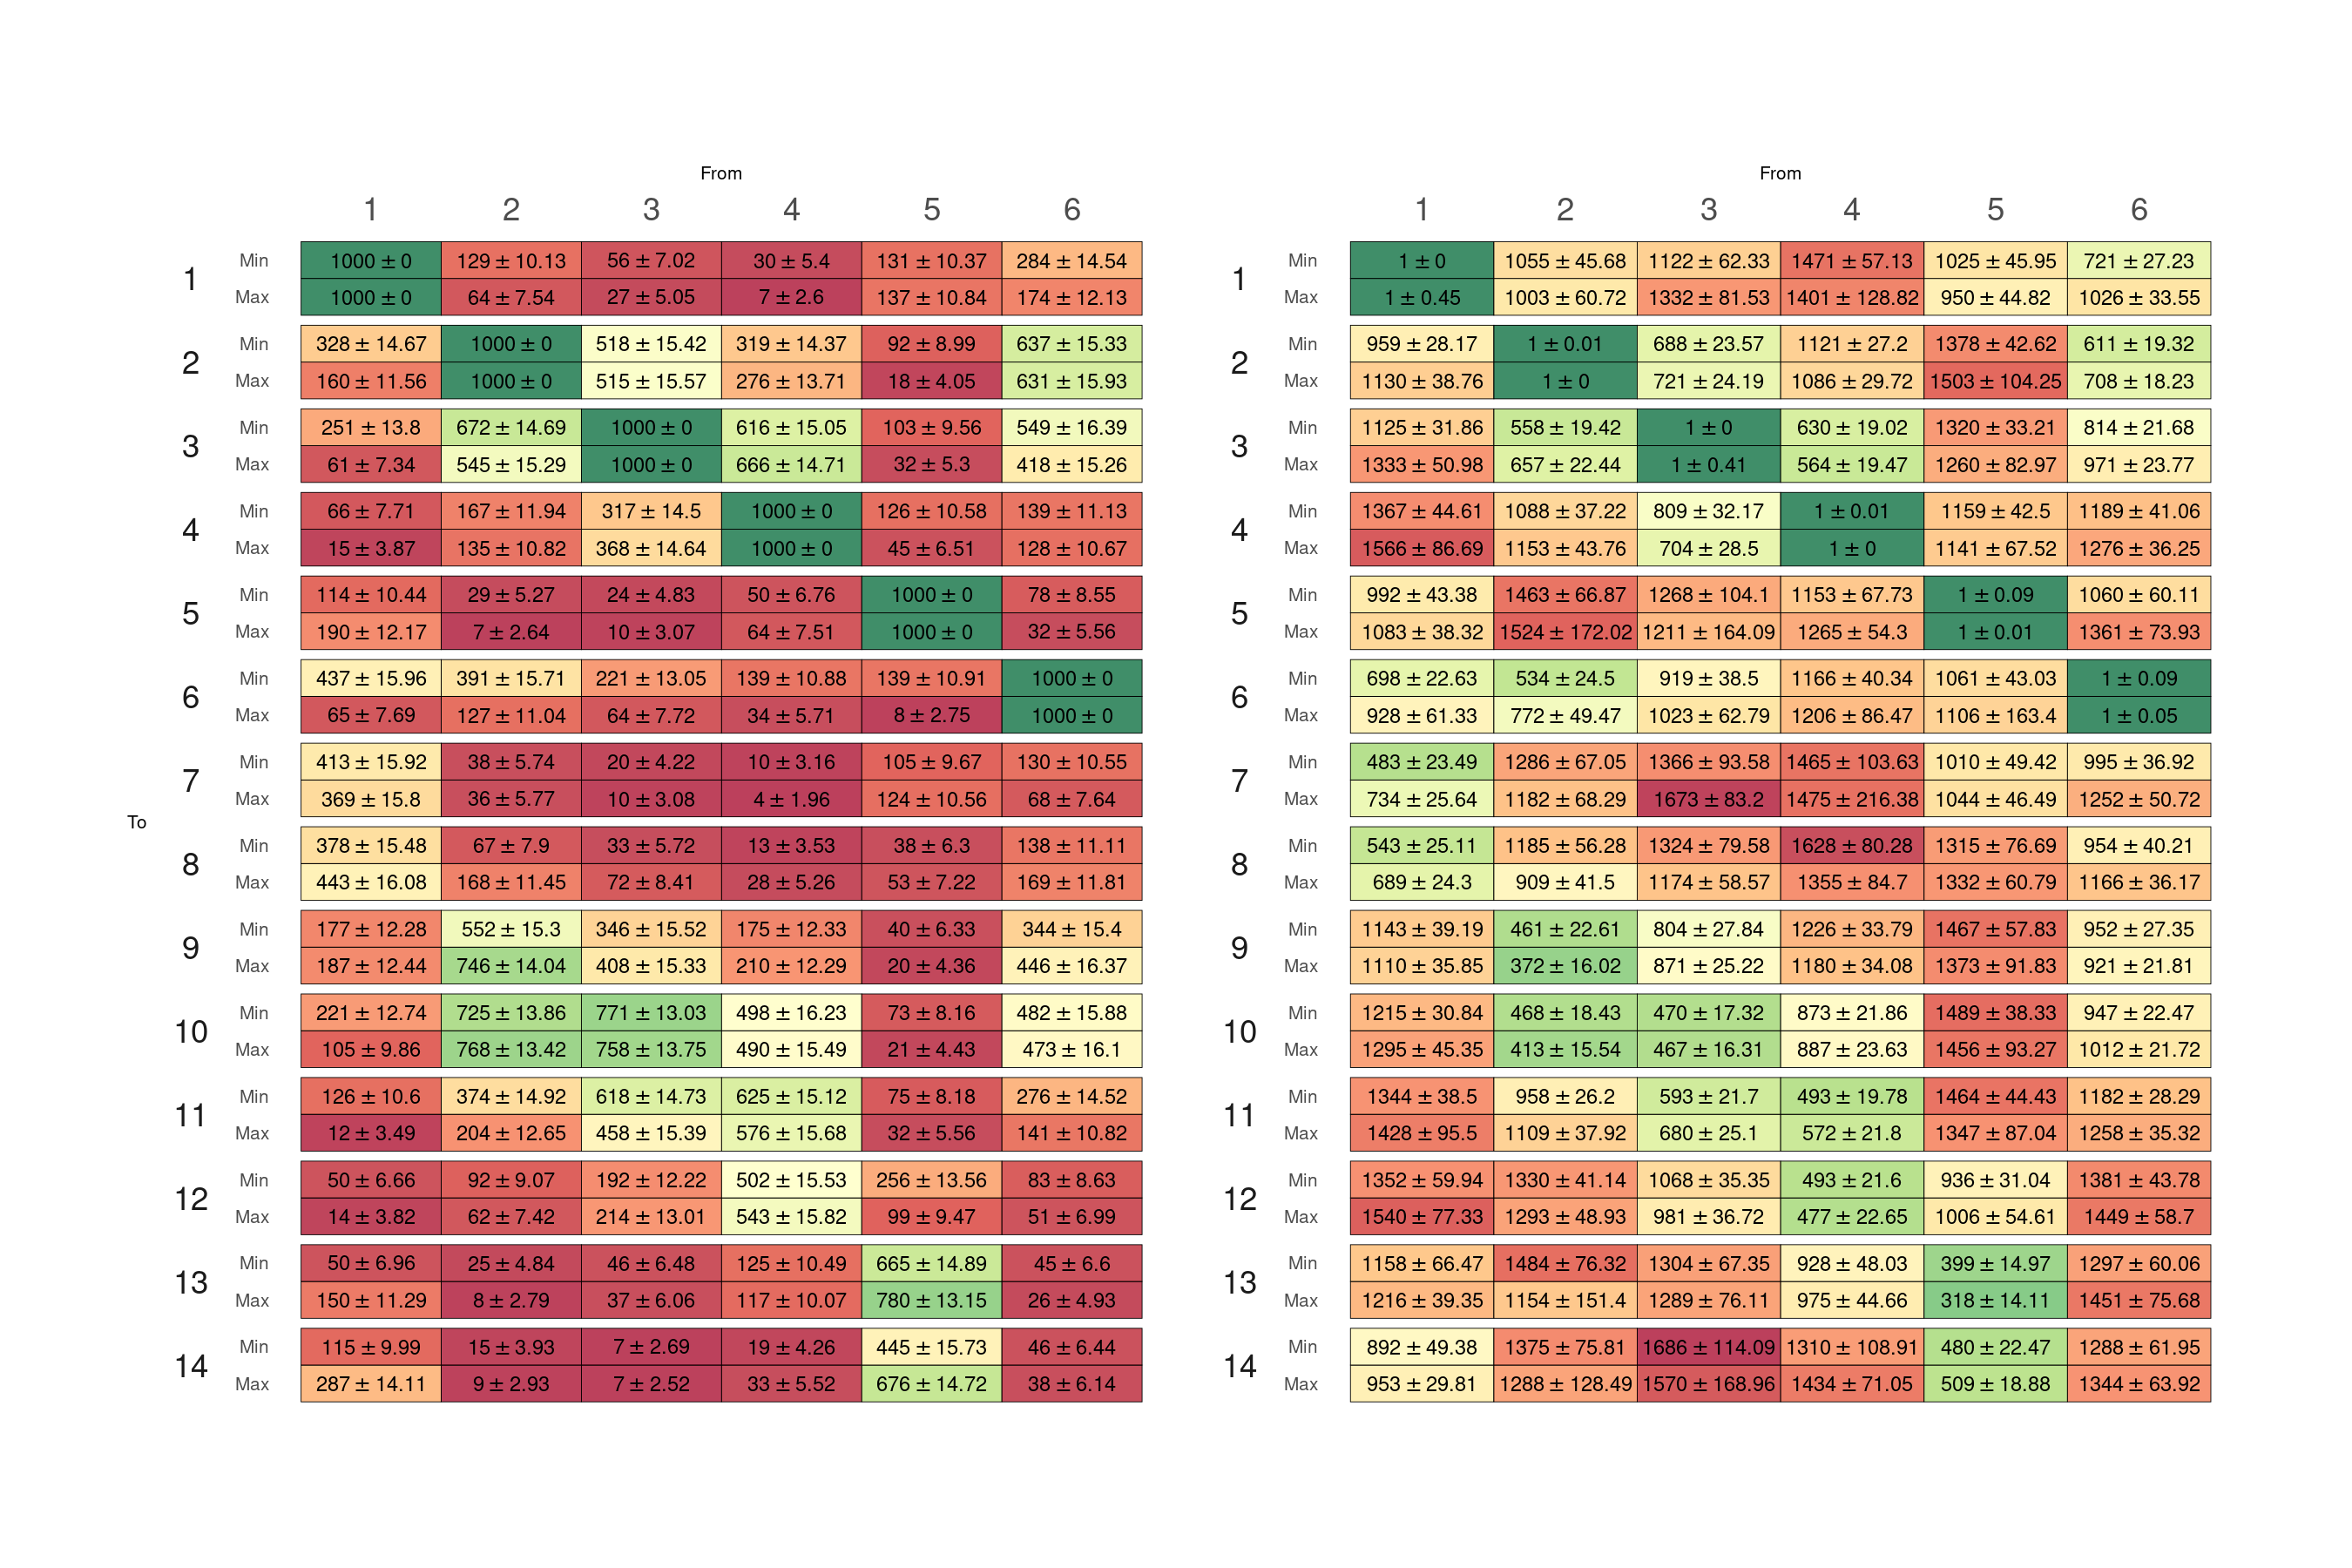 From From
1 2 3 4 5 6 1 2 3 4 5 6
Min 1000 ± 0 129 ± 10.13 56 ± 7.02 30 ± 5.4 131 ± 10.37 284 ± 14.54 Min 1 ± 0 1055 ± 45.68 1122 ± 62.33 1471 ± 57.13 1025 ± 45.95 721 ± 27.23
1 1
Max 1000 ± 0 64 ± 7.54 27 ± 5.05 7 ± 2.6 137 ± 10.84 174 ± 12.13 Max 1 ± 0.45 1003 ± 60.72 1332 ± 81.53 1401 ± 128.82 950 ± 44.82 1026 ± 33.55
Min 328 ± 14.67 1000 ± 0 518 ± 15.42 319 ± 14.37 92 ± 8.99 637 ± 15.33 Min 959 ± 28.17 1 ± 0.01 688 ± 23.57 1121 ± 27.2 1378 ± 42.62 611 ± 19.32
2 2
Max 160 ± 11.56 1000 ± 0 515 ± 15.57 276 ± 13.71 18 ± 4.05 631 ± 15.93 Max 1130 ± 38.76 1 ± 0 721 ± 24.19 1086 ± 29.72 1503 ± 104.25 708 ± 18.23
Min 251 ± 13.8 672 ± 14.69 1000 ± 0 616 ± 15.05 103 ± 9.56 549 ± 16.39 Min 1125 ± 31.86 558 ± 19.42 1 ± 0 630 ± 19.02 1320 ± 33.21 814 ± 21.68
3 3
Max 61 ± 7.34 545 ± 15.29 1000 ± 0 666 ± 14.71 32 ± 5.3 418 ± 15.26 Max 1333 ± 50.98 657 ± 22.44 1 ± 0.41 564 ± 19.47 1260 ± 82.97 971 ± 23.77
Min 66 ± 7.71 167 ± 11.94 317 ± 14.5 1000 ± 0 126 ± 10.58 139 ± 11.13 Min 1367 ± 44.61 1088 ± 37.22 809 ± 32.17 1 ± 0.01 1159 ± 42.5 1189 ± 41.06
4 4
Max 15 ± 3.87 135 ± 10.82 368 ± 14.64 1000 ± 0 45 ± 6.51 128 ± 10.67 Max 1566 ± 86.69 1153 ± 43.76 704 ± 28.5 1 ± 0 1141 ± 67.52 1276 ± 36.25
Min 114 ± 10.44 29 ± 5.27 24 ± 4.83 50 ± 6.76 1000 ± 0 78 ± 8.55 Min 992 ± 43.38 1463 ± 66.87 1268 ± 104.1 1153 ± 67.73 1 ± 0.09 1060 ± 60.11
5 5
Max 190 ± 12.17 7 ± 2.64 10 ± 3.07 64 ± 7.51 1000 ± 0 32 ± 5.56 Max 1083 ± 38.32 1524 ± 172.02 1211 ± 164.09 1265 ± 54.3 1 ± 0.01 1361 ± 73.93
Min 437 ± 15.96 391 ± 15.71 221 ± 13.05 139 ± 10.88 139 ± 10.91 1000 ± 0 Min 698 ± 22.63 534 ± 24.5 919 ± 38.5 1166 ± 40.34 1061 ± 43.03 1 ± 0.09
6 6
Max 65 ± 7.69 127 ± 11.04 64 ± 7.72 34 ± 5.71 8 ± 2.75 1000 ± 0 Max 928 ± 61.33 772 ± 49.47 1023 ± 62.79 1206 ± 86.47 1106 ± 163.4 1 ± 0.05
Min 413 ± 15.92 38 ± 5.74 20 ± 4.22 10 ± 3.16 105 ± 9.67 130 ± 10.55 Min 483 ± 23.49 1286 ± 67.05 1366 ± 93.58 1465 ± 103.63 1010 ± 49.42 995 ± 36.92
7 7
Max 369 ± 15.8 36 ± 5.77 10 ± 3.08 4 ± 1.96 124 ± 10.56 68 ± 7.64 Max 734 ± 25.64 1182 ± 68.29 1673 ± 83.2 1475 ± 216.38 1044 ± 46.49 1252 ± 50.72
To
Min 378 ± 15.48 67 ± 7.9 33 ± 5.72 13 ± 3.53 38 ± 6.3 138 ± 11.11 Min 543 ± 25.11 1185 ± 56.28 1324 ± 79.58 1628 ± 80.28 1315 ± 76.69 954 ± 40.21
8 8
Max 443 ± 16.08 168 ± 11.45 72 ± 8.41 28 ± 5.26 53 ± 7.22 169 ± 11.81 Max 689 ± 24.3 909 ± 41.5 1174 ± 58.57 1355 ± 84.7 1332 ± 60.79 1166 ± 36.17
Min 177 ± 12.28 552 ± 15.3 346 ± 15.52 175 ± 12.33 40 ± 6.33 344 ± 15.4 Min 1143 ± 39.19 461 ± 22.61 804 ± 27.84 1226 ± 33.79 1467 ± 57.83 952 ± 27.35
9 9
Max 187 ± 12.44 746 ± 14.04 408 ± 15.33 210 ± 12.29 20 ± 4.36 446 ± 16.37 Max 1110 ± 35.85 372 ± 16.02 871 ± 25.22 1180 ± 34.08 1373 ± 91.83 921 ± 21.81
Min 221 ± 12.74 725 ± 13.86 771 ± 13.03 498 ± 16.23 73 ± 8.16 482 ± 15.88 Min 1215 ± 30.84 468 ± 18.43 470 ± 17.32 873 ± 21.86 1489 ± 38.33 947 ± 22.47
10 10
Max 105 ± 9.86 768 ± 13.42 758 ± 13.75 490 ± 15.49 21 ± 4.43 473 ± 16.1 Max 1295 ± 45.35 413 ± 15.54 467 ± 16.31 887 ± 23.63 1456 ± 93.27 1012 ± 21.72
Min 126 ± 10.6 374 ± 14.92 618 ± 14.73 625 ± 15.12 75 ± 8.18 276 ± 14.52 Min 1344 ± 38.5 958 ± 26.2 593 ± 21.7 493 ± 19.78 1464 ± 44.43 1182 ± 28.29
11 11
Max 12 ± 3.49 204 ± 12.65 458 ± 15.39 576 ± 15.68 32 ± 5.56 141 ± 10.82 Max 1428 ± 95.5 1109 ± 37.92 680 ± 25.1 572 ± 21.8 1347 ± 87.04 1258 ± 35.32
Min 50 ± 6.66 92 ± 9.07 192 ± 12.22 502 ± 15.53 256 ± 13.56 83 ± 8.63 Min 1352 ± 59.94 1330 ± 41.14 1068 ± 35.35 493 ± 21.6 936 ± 31.04 1381 ± 43.78
12 12
Max 14 ± 3.82 62 ± 7.42 214 ± 13.01 543 ± 15.82 99 ± 9.47 51 ± 6.99 Max 1540 ± 77.33 1293 ± 48.93 981 ± 36.72 477 ± 22.65 1006 ± 54.61 1449 ± 58.7
Min 50 ± 6.96 25 ± 4.84 46 ± 6.48 125 ± 10.49 665 ± 14.89 45 ± 6.6 Min 1158 ± 66.47 1484 ± 76.32 1304 ± 67.35 928 ± 48.03 399 ± 14.97 1297 ± 60.06
13 13
Max 150 ± 11.29 8 ± 2.79 37 ± 6.06 117 ± 10.07 780 ± 13.15 26 ± 4.93 Max 1216 ± 39.35 1154 ± 151.4 1289 ± 76.11 975 ± 44.66 318 ± 14.11 1451 ± 75.68
Min 115 ± 9.99 15 ± 3.93 7 ± 2.69 19 ± 4.26 445 ± 15.73 46 ± 6.44 Min 892 ± 49.38 1375 ± 75.81 1686 ± 114.09 1310 ± 108.91 480 ± 22.47 1288 ± 61.95
14 14
Max 287 ± 14.11 9 ± 2.93 7 ± 2.52 33 ± 5.52 676 ± 14.72 38 ± 6.14 Max 953 ± 29.81 1288 ± 128.49 1570 ± 168.96 1434 ± 71.05 509 ± 18.88 1344 ± 63.92